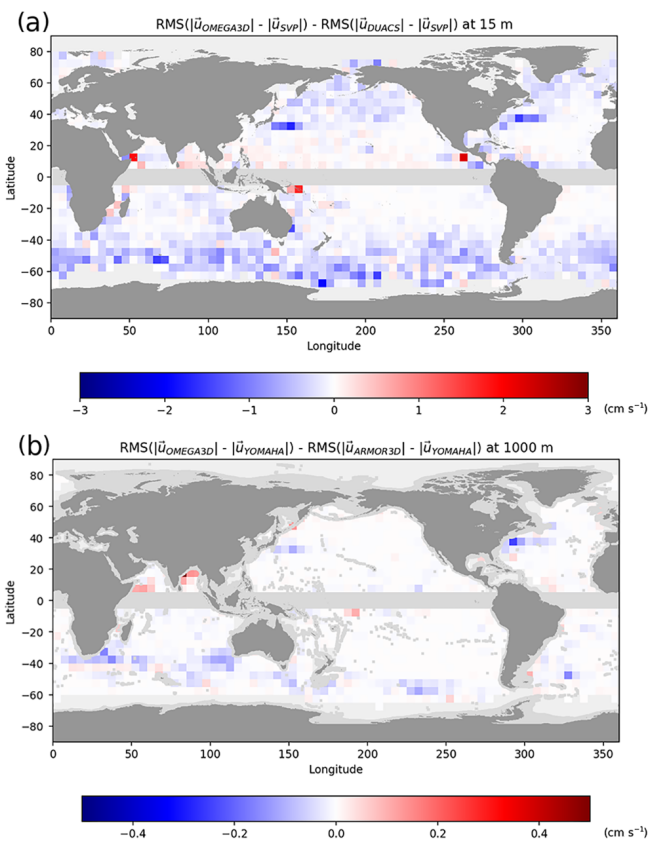 (a)
RMS(|u⃗OMEGA3D| - |u⃗SVP|) - RMS(|u⃗DUACS| - |u⃗SVP|) at 15 m
80
60
40
20
0
−20
−40
−60
−80
Latitude
0 50 100 150 200 250 300 350
Longitude
−3 −2 −1 0 1 2 3 (cm s⁻¹)
(b)
RMS(|u⃗OMEGA3D| - |u⃗YOMAHA|) - RMS(|u⃗ARMOR3D| - |u⃗YOMAHA|) at 1000 m
80
60
40
20
0
−20
−40
−60
−80
Latitude
0 50 100 150 200 250 300 350
Longitude
−0.4 −0.2 0.0 0.2 0.4 (cm s⁻¹)